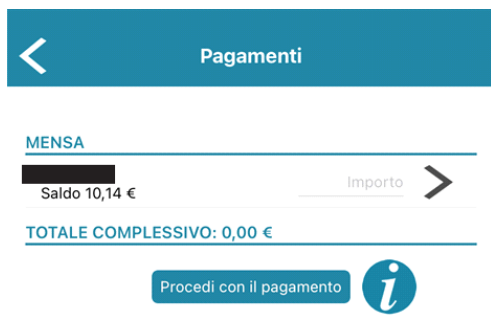 Pagamenti
MENSA
Saldo 10,14 €
Importo
TOTALE COMPLESSIVO: 0,00 €
Procedi con il pagamento
i